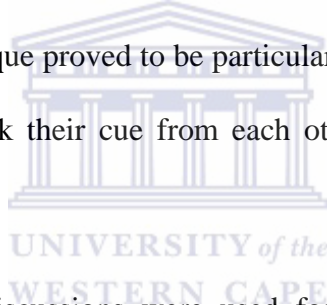 que proved to be particular
k their cue from each ot
UNIVERSITY of the
WESTERN CAPE
iscussions were used fo